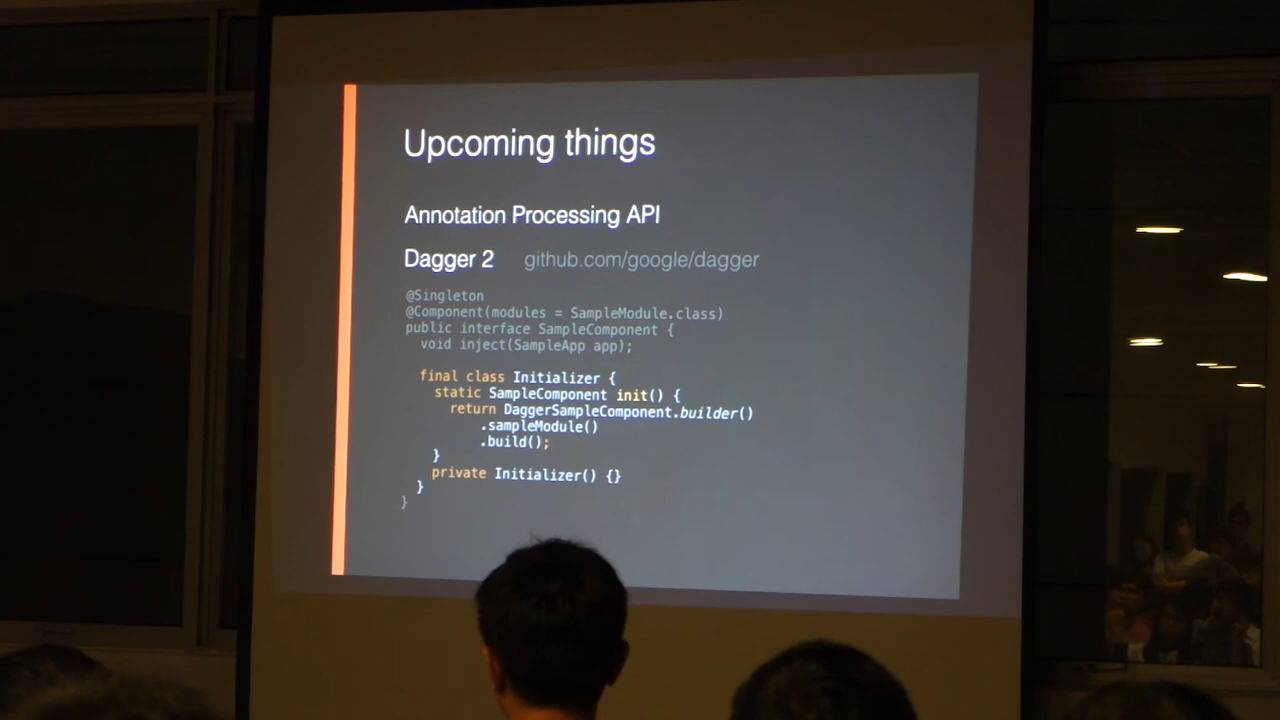 Upcoming things
Annotation Processing API
Dagger 2 github.com/google/dagger
@Singleton
@Component(modules = SampleModule.class)
public interface SampleComponent {
void inject(SampleApp app);
final class Initializer {
static SampleComponent init() {
return DaggerSampleComponent.builder()
.sampleModule()
.build();
}
private Initializer() {}
}
}